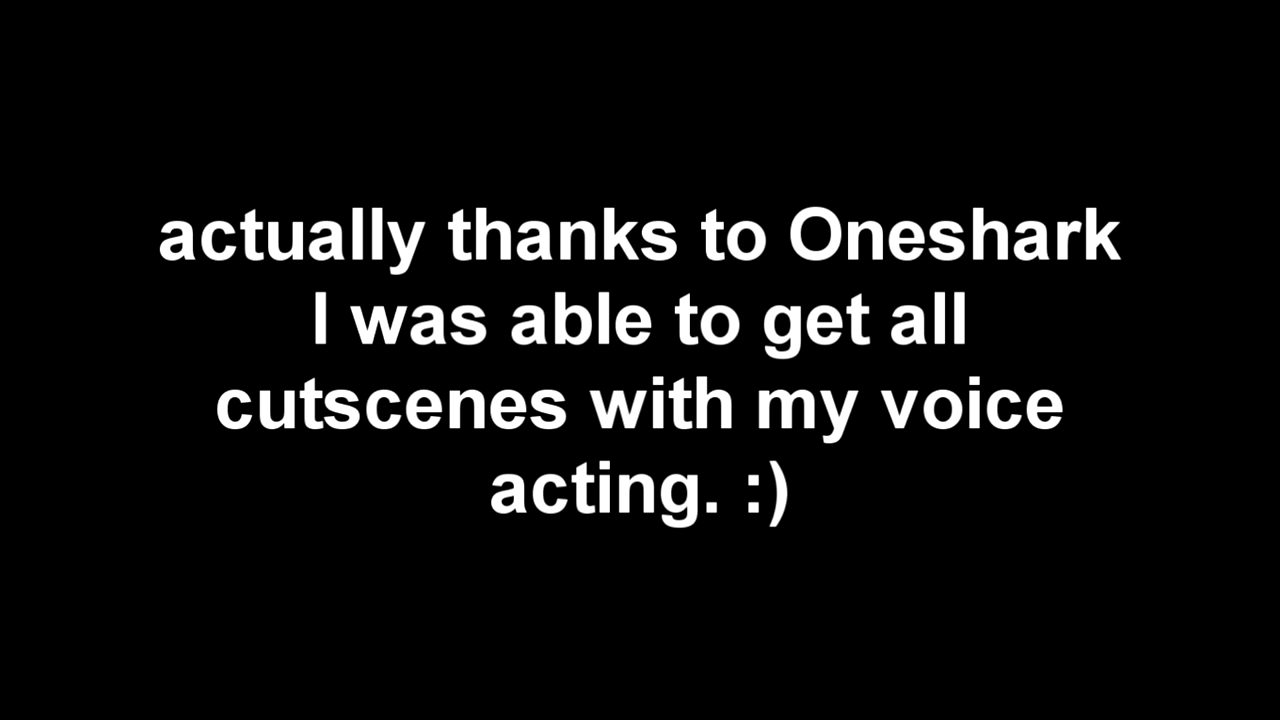 actually thanks to Oneshark
I was able to get all
cutscenes with my voice
acting. :)